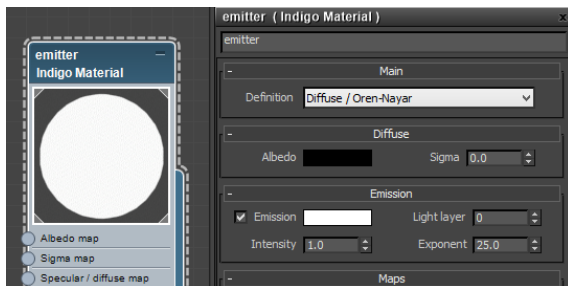 emitter
Indigo Material
Albedo map
Sigma map
Specular / diffuse map
emitter ( Indigo Material ) x
emitter
- Main
Definition Diffuse / Oren-Nayar
- Diffuse
Albedo Sigma 0.0
- Emission
Emission Light layer 0
Intensity 1.0 Exponent 25.0
- Maps